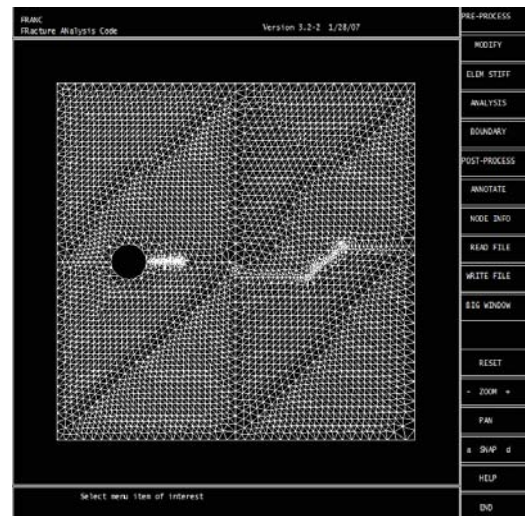 FRANC
FRacture ANalysis Code
Version 3.2-2 1/28/07
PRE-PROCESS
MODIFY
ELEM STIFF
ANALYSIS
BOUNDARY
POST-PROCESS
ANNOTATE
NODE INFO
READ FILE
WRITE FILE
BIG WINDOW
RESET
- ZOOM +
PAN
a SNAP d
HELP
END
Select menu item of interest